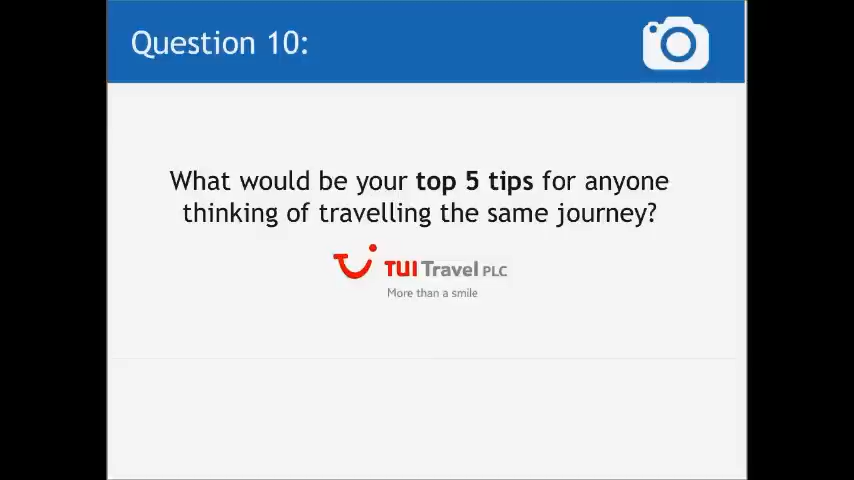 Question 10:
What would be your top 5 tips for anyone
thinking of travelling the same journey?
TUI Travel PLC
More than a smile